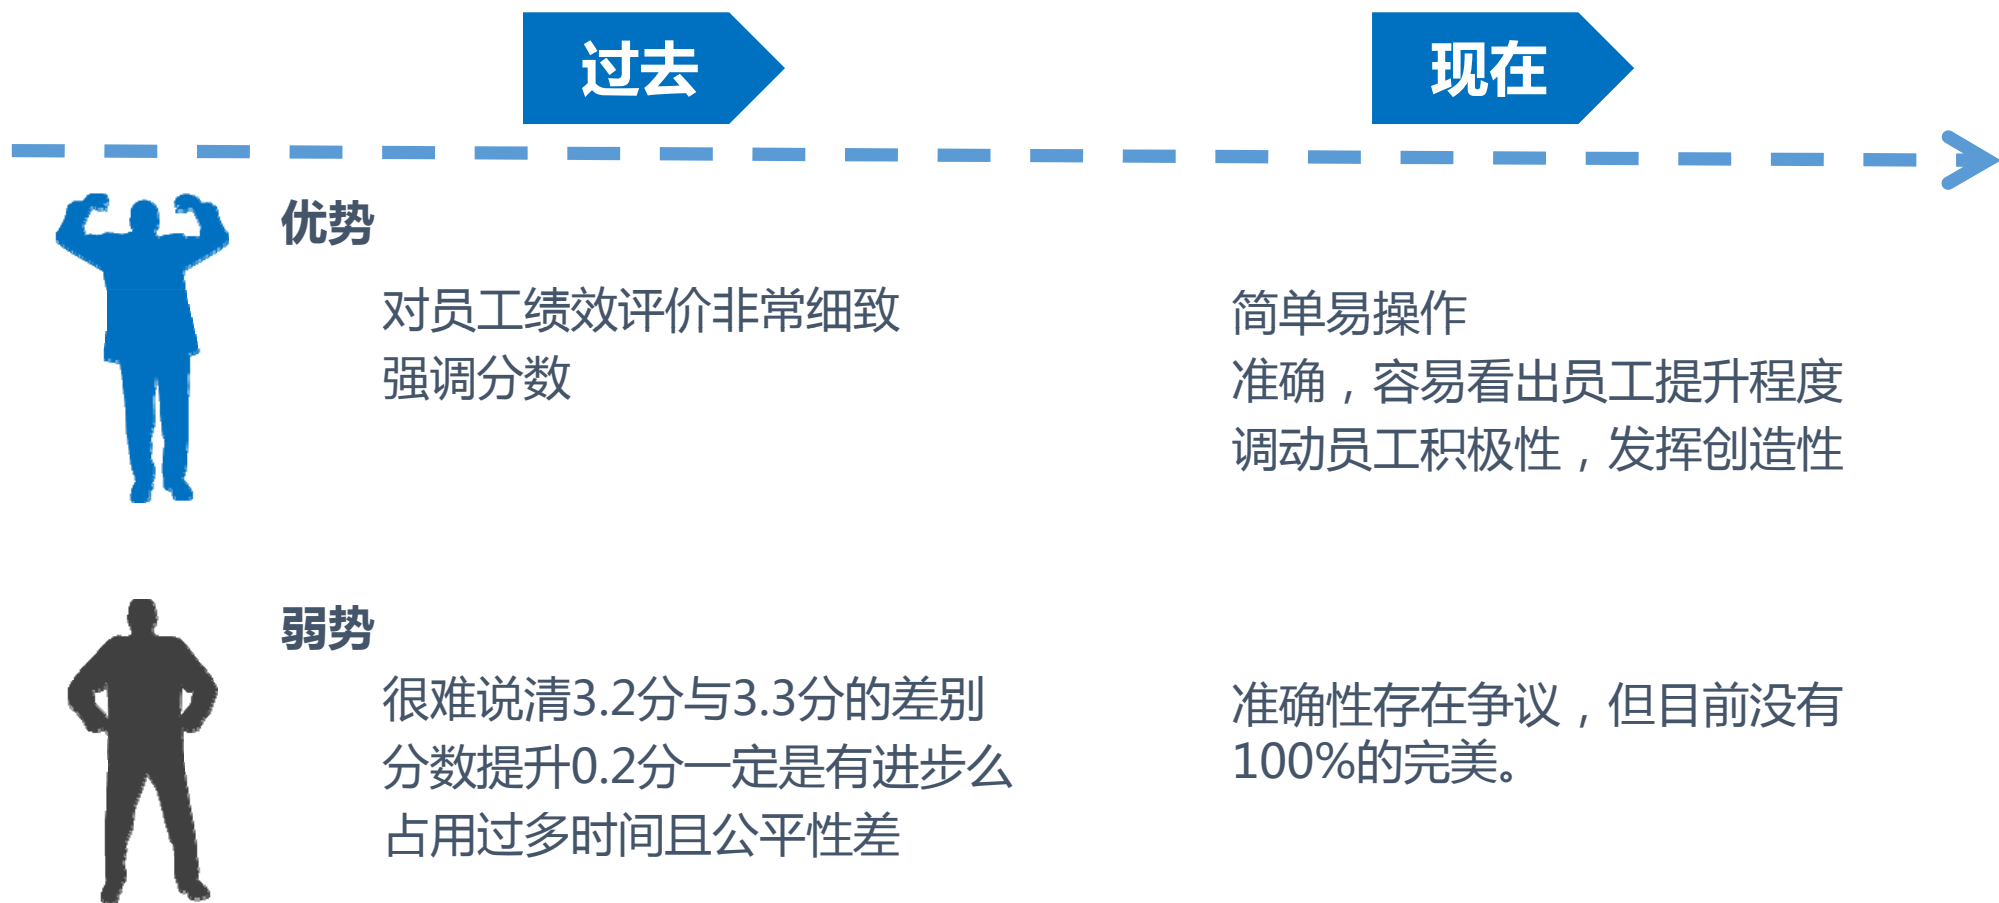 过去
现在
优势
对员工绩效评价非常细致
强调分数
简单易操作
准确，容易看出员工提升程度
调动员工积极性，发挥创造性
弱势
很难说清3.2分与3.3分的差别
分数提升0.2分一定是有进步么
占用过多时间且公平性差
准确性存在争议，但目前没有
100%的完美。